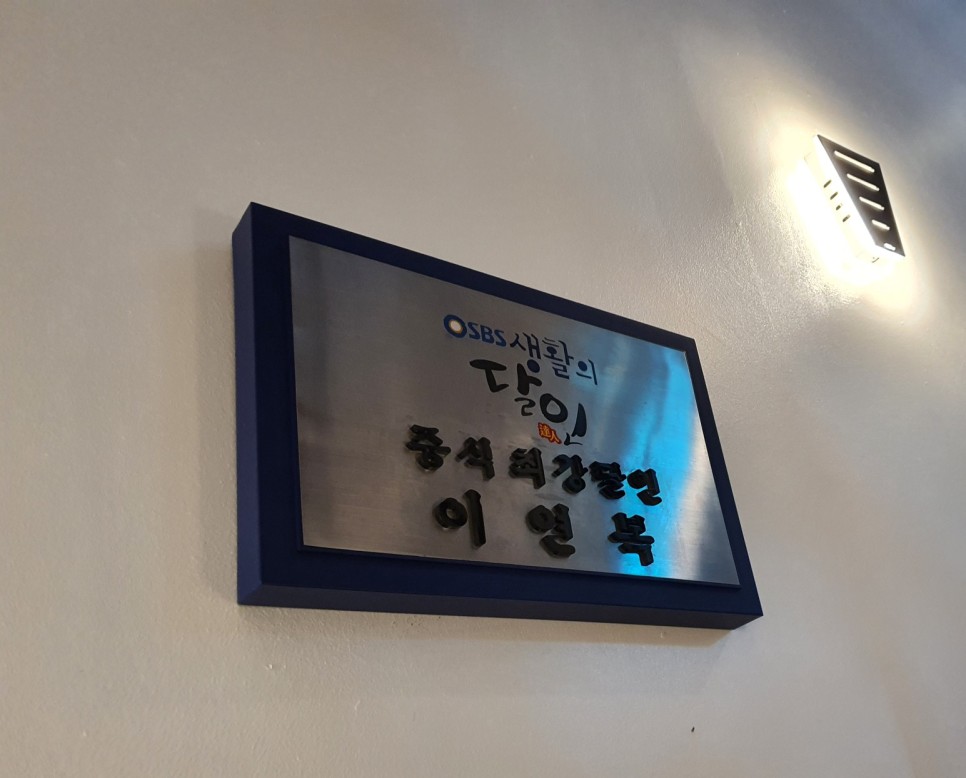 SBS 생활의
달인
達人
중식 최강달인
이연복